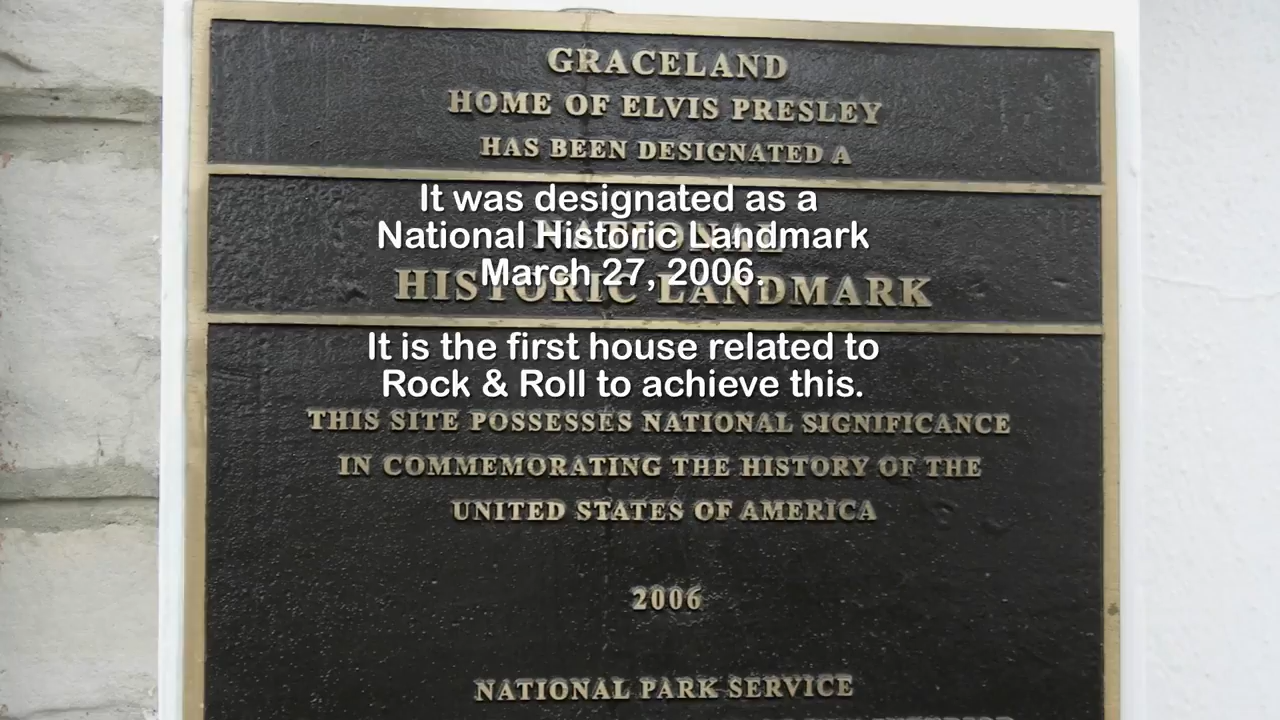 GRACELAND
HOME OF ELVIS PRESLEY
HAS BEEN DESIGNATED A
It was designated as a
NATIONAL
National Historic Landmark
March 27, 2006.
HISTORIC LANDMARK
It is the first house related to
Rock & Roll to achieve this.
THIS SITE POSSESSES NATIONAL SIGNIFICANCE
IN COMMEMORATING THE HISTORY OF THE
UNITED STATES OF AMERICA
2006
NATIONAL PARK SERVICE